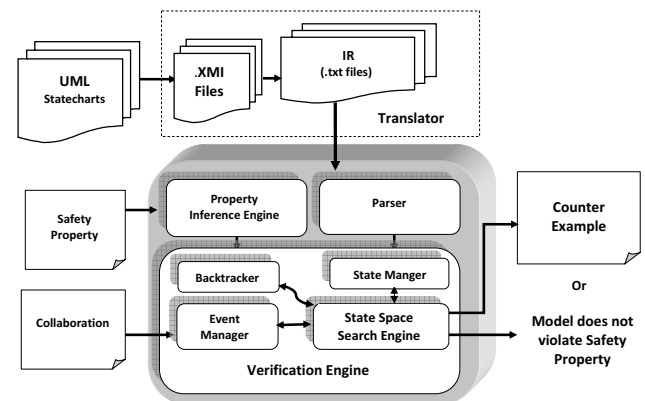 UML
Statecharts
.XMI
Files
IR
(.txt files)
Translator
Safety
Property
Property
Inference Engine
Parser
Counter
Example
Backtracker
State Manger
Or
Collaboration
Event
Manager
State Space
Search Engine
Model does not
violate Safety
Property
Verification Engine